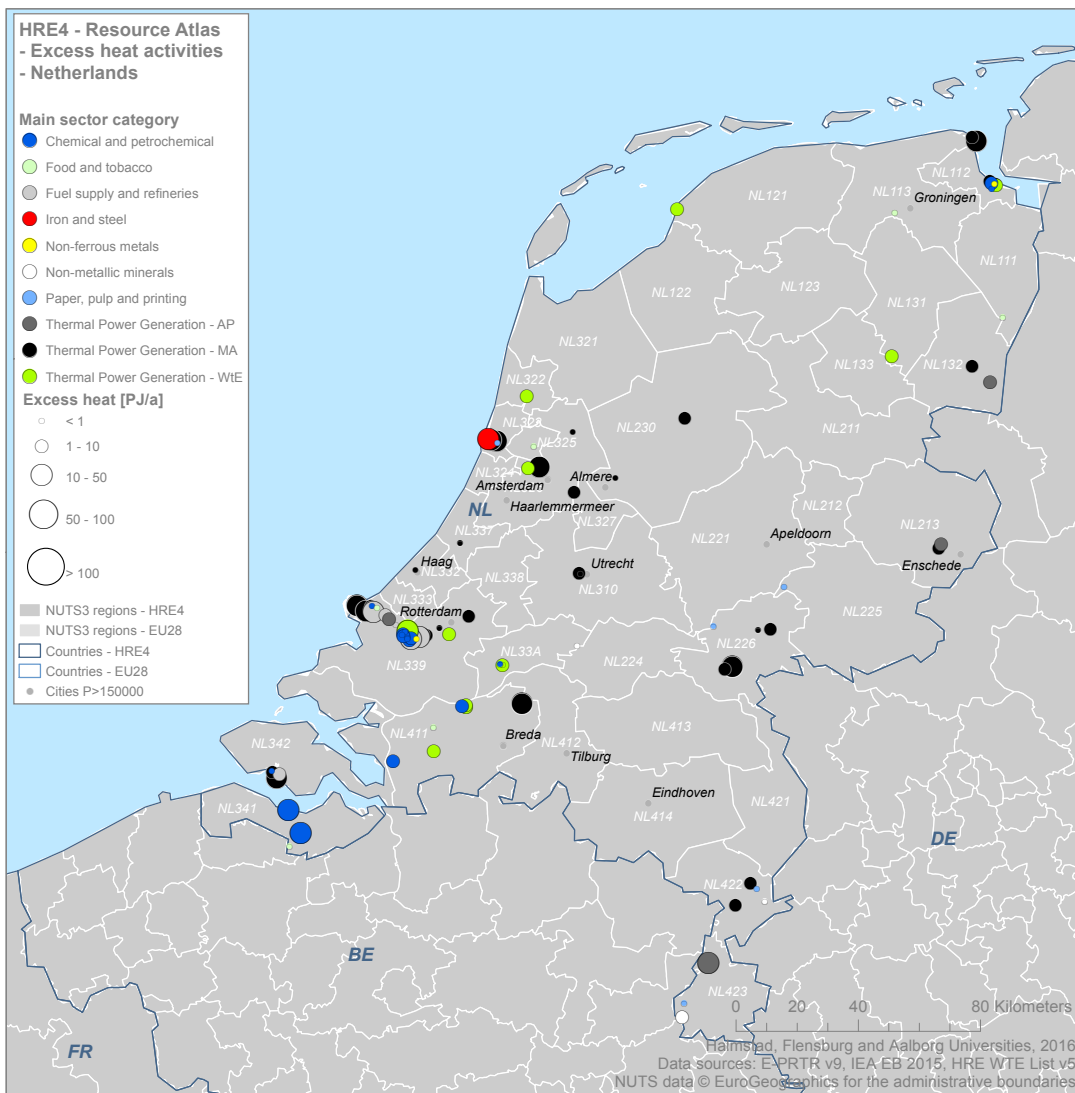 HRE4 - Resource Atlas
- Excess heat activities
- Netherlands
Main sector category
Chemical and petrochemical
Food and tobacco
Fuel supply and refineries
Iron and steel
Non-ferrous metals
Non-metallic minerals
Paper, pulp and printing
Thermal Power Generation - AP
Thermal Power Generation - MA
Thermal Power Generation - WtE
Excess heat [PJ/a]
< 1
1 - 10
10 - 50
50 - 100
> 100
NUTS3 regions - HRE4
NUTS3 regions - EU28
Countries - HRE4
Countries - EU28
Cities P>150000
NL112
NL121
NL113
Groningen
NL111
NL122
NL123
NL131
NL321
NL133
NL132
NL322
NL323
NL230
NL211
NL325
NL324
Amsterdam
Almere
Haarlemmermeer
NL
NL327
NL212
NL213
NL337
NL221
Apeldoorn
Enschede
Haag
NL332
NL338
Utrecht
NL310
NL333
Rotterdam
NL225
NL226
NL33A
NL224
NL339
NL413
NL411
Breda
NL412
Tilburg
NL342
NL341
Eindhoven
NL414
NL421
DE
NL422
BE
NL423
FR
0 20 40 80 Kilometers
Halmstad, Flensburg and Aalborg Universities, 2016
Data sources: E-PRTR v9, IEA EB 2015, HRE WTE List v5
NUTS data © EuroGeographics for the administrative boundaries